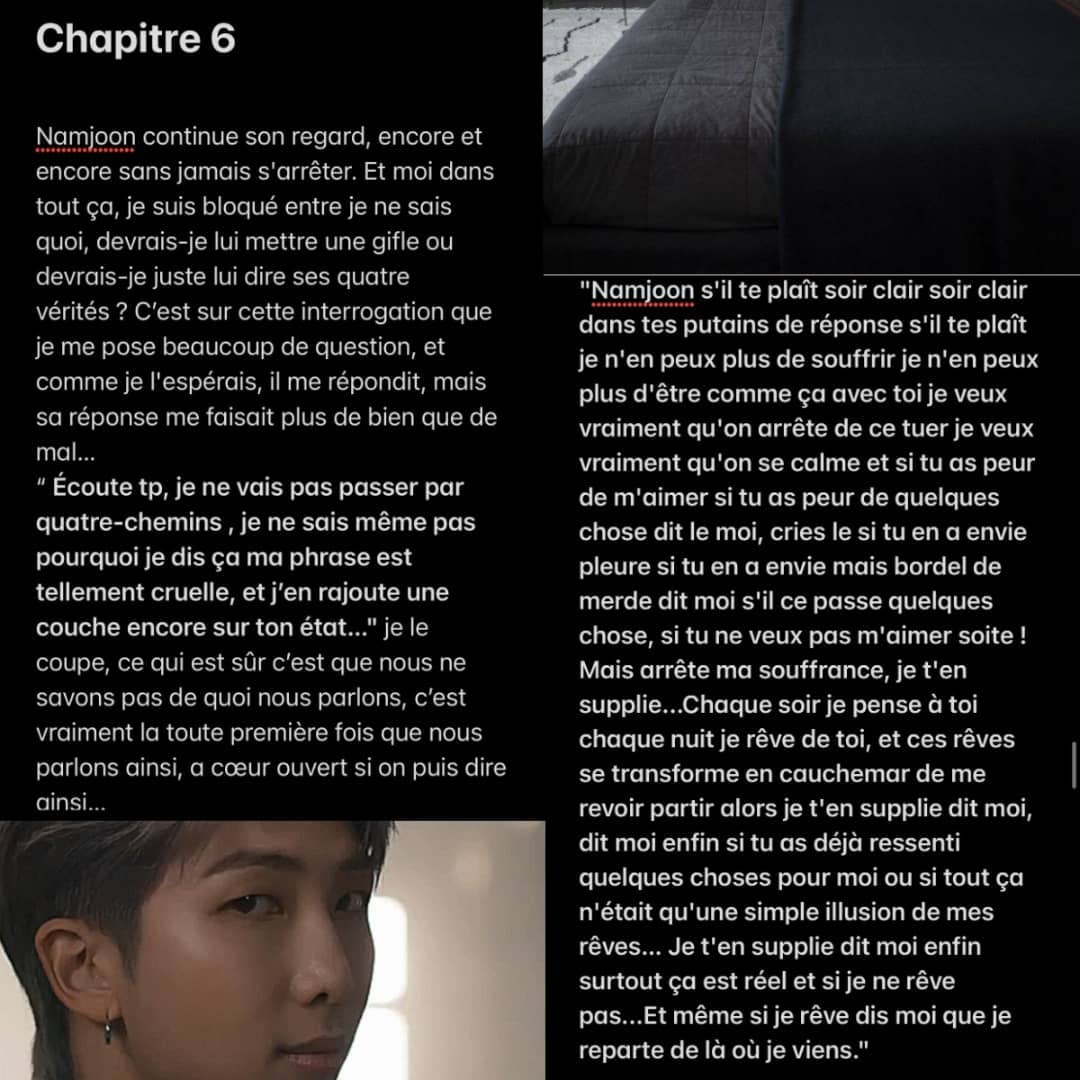 Chapitre 6
Namjoon continue son regard, encore et
encore sans jamais s'arrêter. Et moi dans
tout ça, je suis bloqué entre je ne sais
quoi, devrais-je lui mettre une gifle ou
devrais-je juste lui dire ses quatre
vérités ? C’est sur cette interrogation que
je me pose beaucoup de question, et
comme je l'espérais, il me répondit, mais
sa réponse me faisait plus de bien que de
mal...
“ Écoute tp, je ne vais pas passer par
quatre-chemins , je ne sais même pas
pourquoi je dis ça ma phrase est
tellement cruelle, et j’en rajoute une
couche encore sur ton état..." je le
coupe, ce qui est sûr c’est que nous ne
savons pas de quoi nous parlons, c’est
vraiment la toute première fois que nous
parlons ainsi, a cœur ouvert si on puis dire
ainsi...
"Namjoon s'il te plaît soir clair soir clair
dans tes putains de réponse s'il te plaît
je n'en peux plus de souffrir je n'en peux
plus d'être comme ça avec toi je veux
vraiment qu'on arrête de ce tuer je veux
vraiment qu'on se calme et si tu as peur
de m'aimer si tu as peur de quelques
chose dit le moi, cries le si tu en a envie
pleure si tu en a envie mais bordel de
merde dit moi s'il ce passe quelques
chose, si tu ne veux pas m'aimer soite !
Mais arrête ma souffrance, je t'en
supplie...Chaque soir je pense à toi
chaque nuit je rêve de toi, et ces rêves
se transforme en cauchemar de me
revoir partir alors je t'en supplie dit moi,
dit moi enfin si tu as déjà ressenti
quelques choses pour moi ou si tout ça
n'était qu'une simple illusion de mes
rêves... Je t'en supplie dit moi enfin
surtout ça est réel et si je ne rêve
pas...Et même si je rêve dis moi que je
reparte de là où je viens."